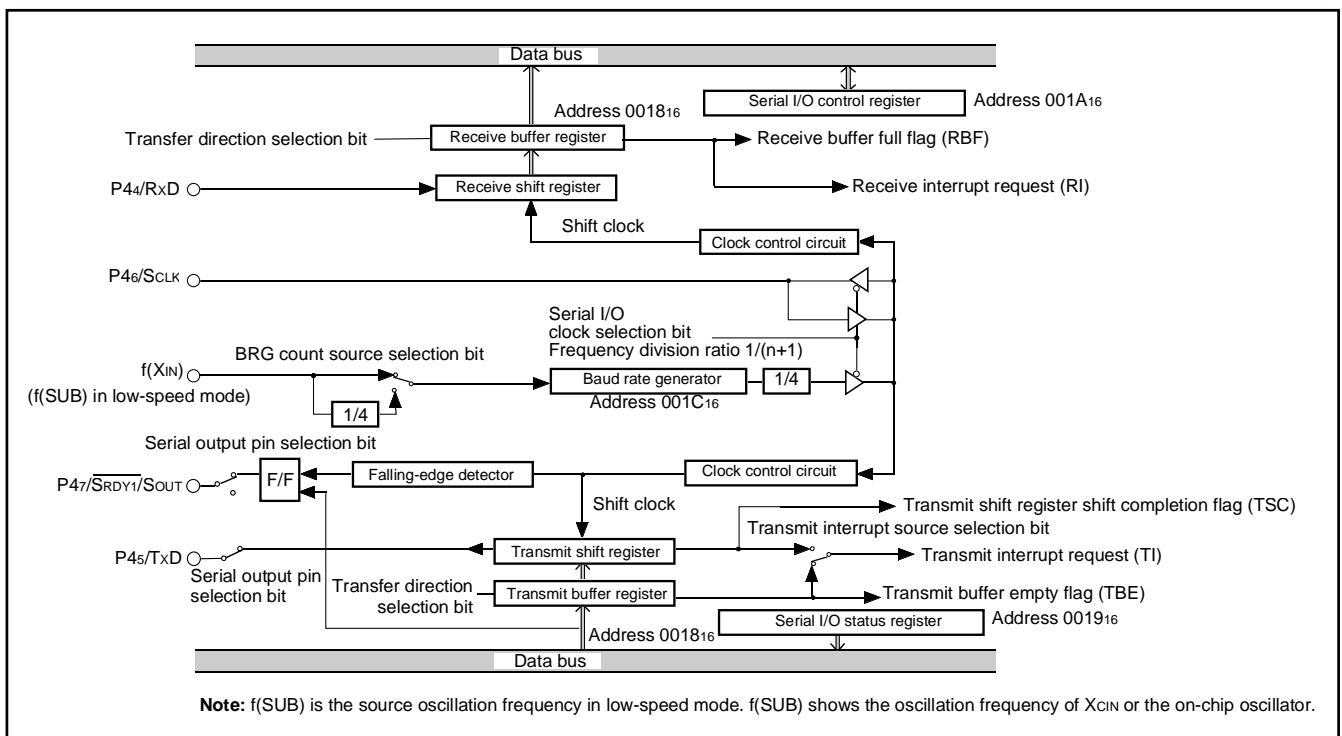 Data bus
Serial I/O control register
Address 001A16
Address 001816
Transfer direction selection bit
Receive buffer register
Receive buffer full flag (RBF)
P44/RXD
Receive shift register
Receive interrupt request (RI)
Shift clock
Clock control circuit
P46/SCLK
Serial I/O
clock selection bit
Frequency division ratio 1/(n+1)
BRG count source selection bit
f(XIN)
(f(SUB) in low-speed mode)
Baud rate generator
1/4
Address 001C16
1/4
Serial output pin selection bit
P47/SRDY1/SOUT
F/F
Falling-edge detector
Clock control circuit
Shift clock
Transmit shift register shift completion flag (TSC)
Transmit interrupt source selection bit
P45/TXD
Transmit shift register
Transmit interrupt request (TI)
Serial output pin
selection bit
Transfer direction
selection bit
Transmit buffer register
Transmit buffer empty flag (TBE)
Address 001816
Serial I/O status register
Address 001916
Data bus
Note: f(SUB) is the source oscillation frequency in low-speed mode. f(SUB) shows the oscillation frequency of XCIN or the on-chip oscillator.